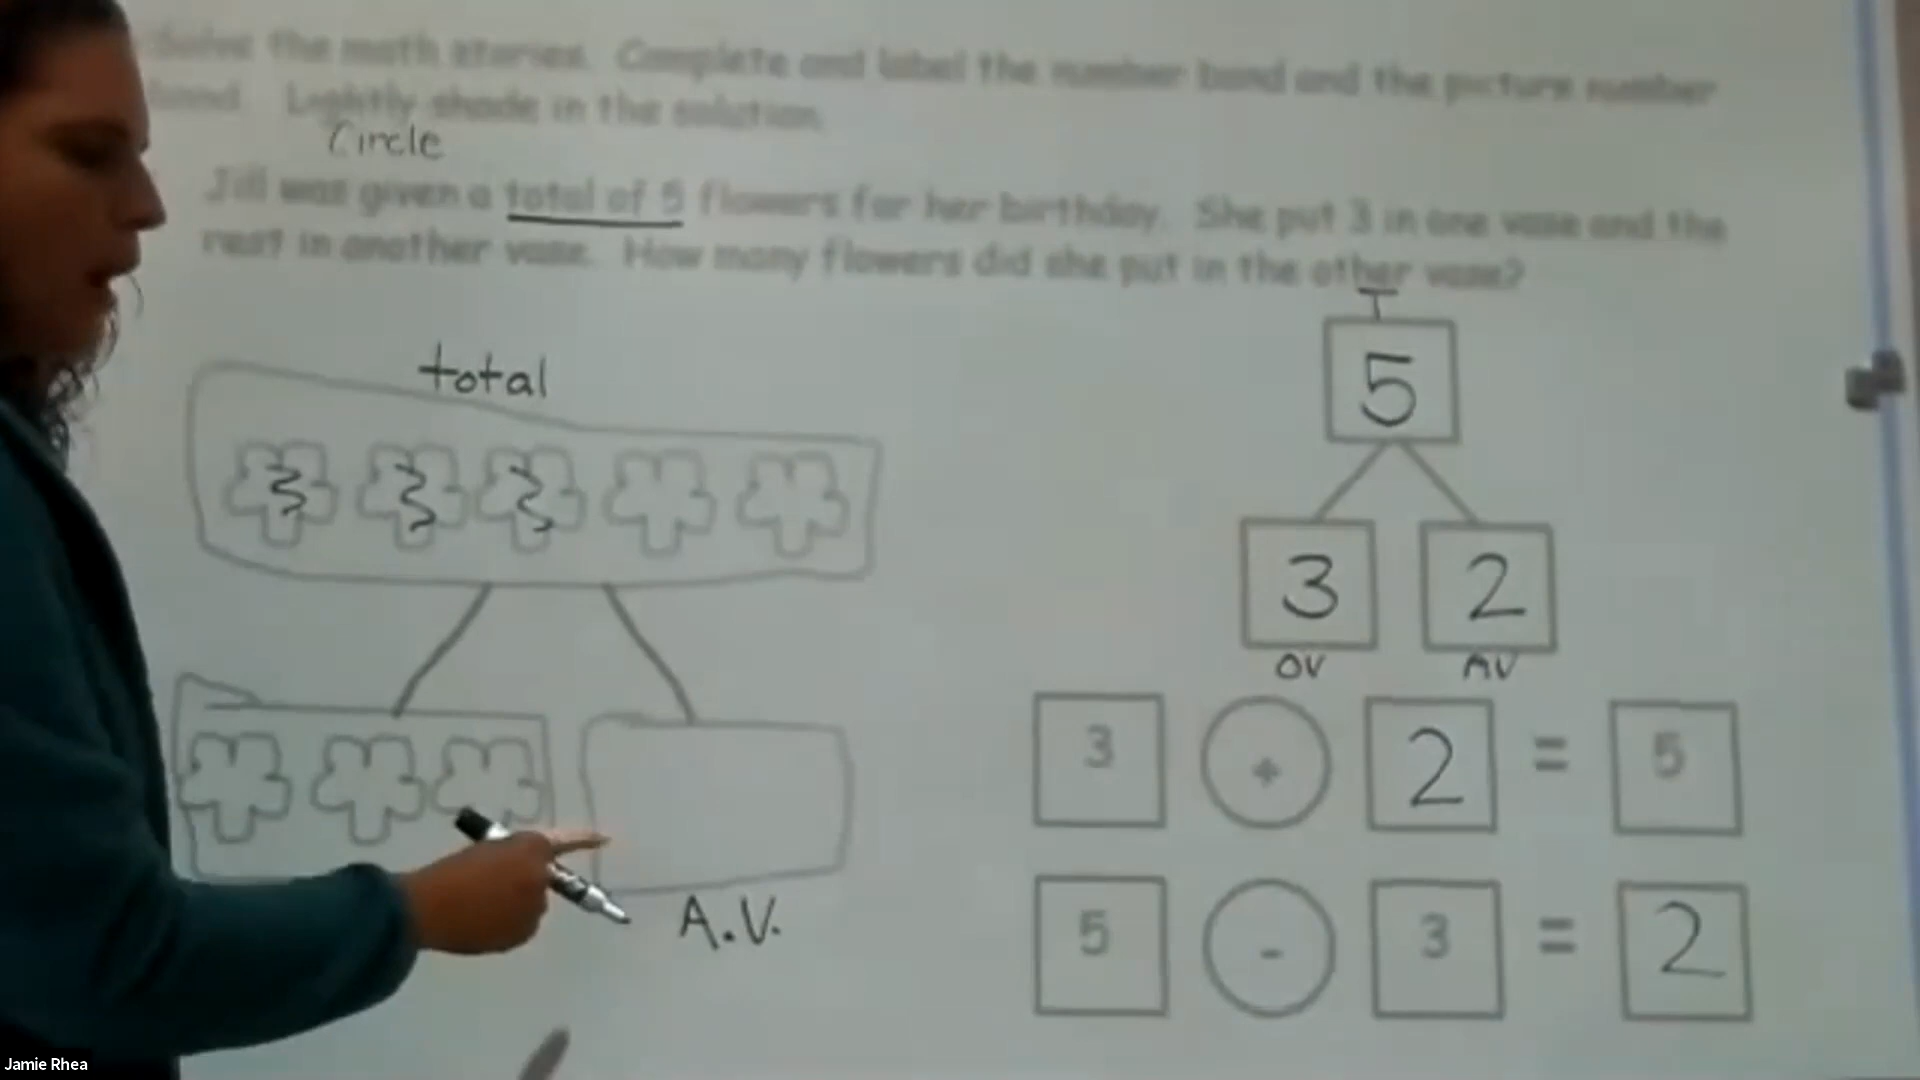 Solve the math stories. Complete and label the number bond and the picture number
bond. Lightly shade in the solution.
Circle
Jill was given a total of 5 flowers for her birthday. She put 3 in one vase and the
rest in another vase. How many flowers did she put in the other vase?
total
T
5
3 2
OV AV
3 + 2 = 5
A.V.
5 - 3 = 2
Jamie Rhea